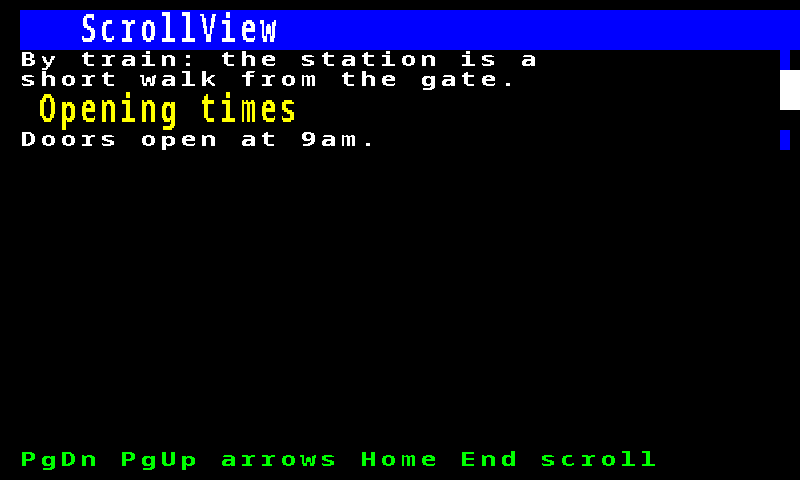 ScrollView
By train: the station is a
short walk from the gate.
Opening times
Doors open at 9am.
PgDn PgUp arrows Home End scroll